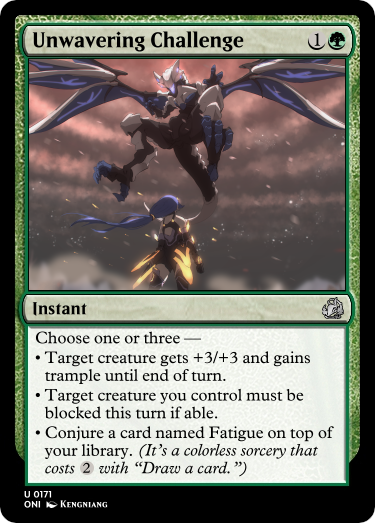 Unwavering Challenge 1
Instant
Choose one or three —
• Target creature gets +3/+3 and gains
trample until end of turn.
• Target creature you control must be
blocked this turn if able.
• Conjure a card named Fatigue on top of
your library. (It's a colorless sorcery that
costs 2 with “Draw a card.”)
U 0171
ONI Kengniang